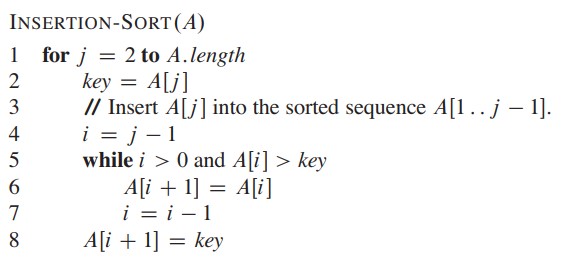 INSERTION-SORT(A)
1 for j = 2 to A.length
2 key = A[j]
3 // Insert A[j] into the sorted sequence A[1 . . j − 1].
4 i = j − 1
5 while i > 0 and A[i] > key
6 A[i + 1] = A[i]
7 i = i − 1
8 A[i + 1] = key